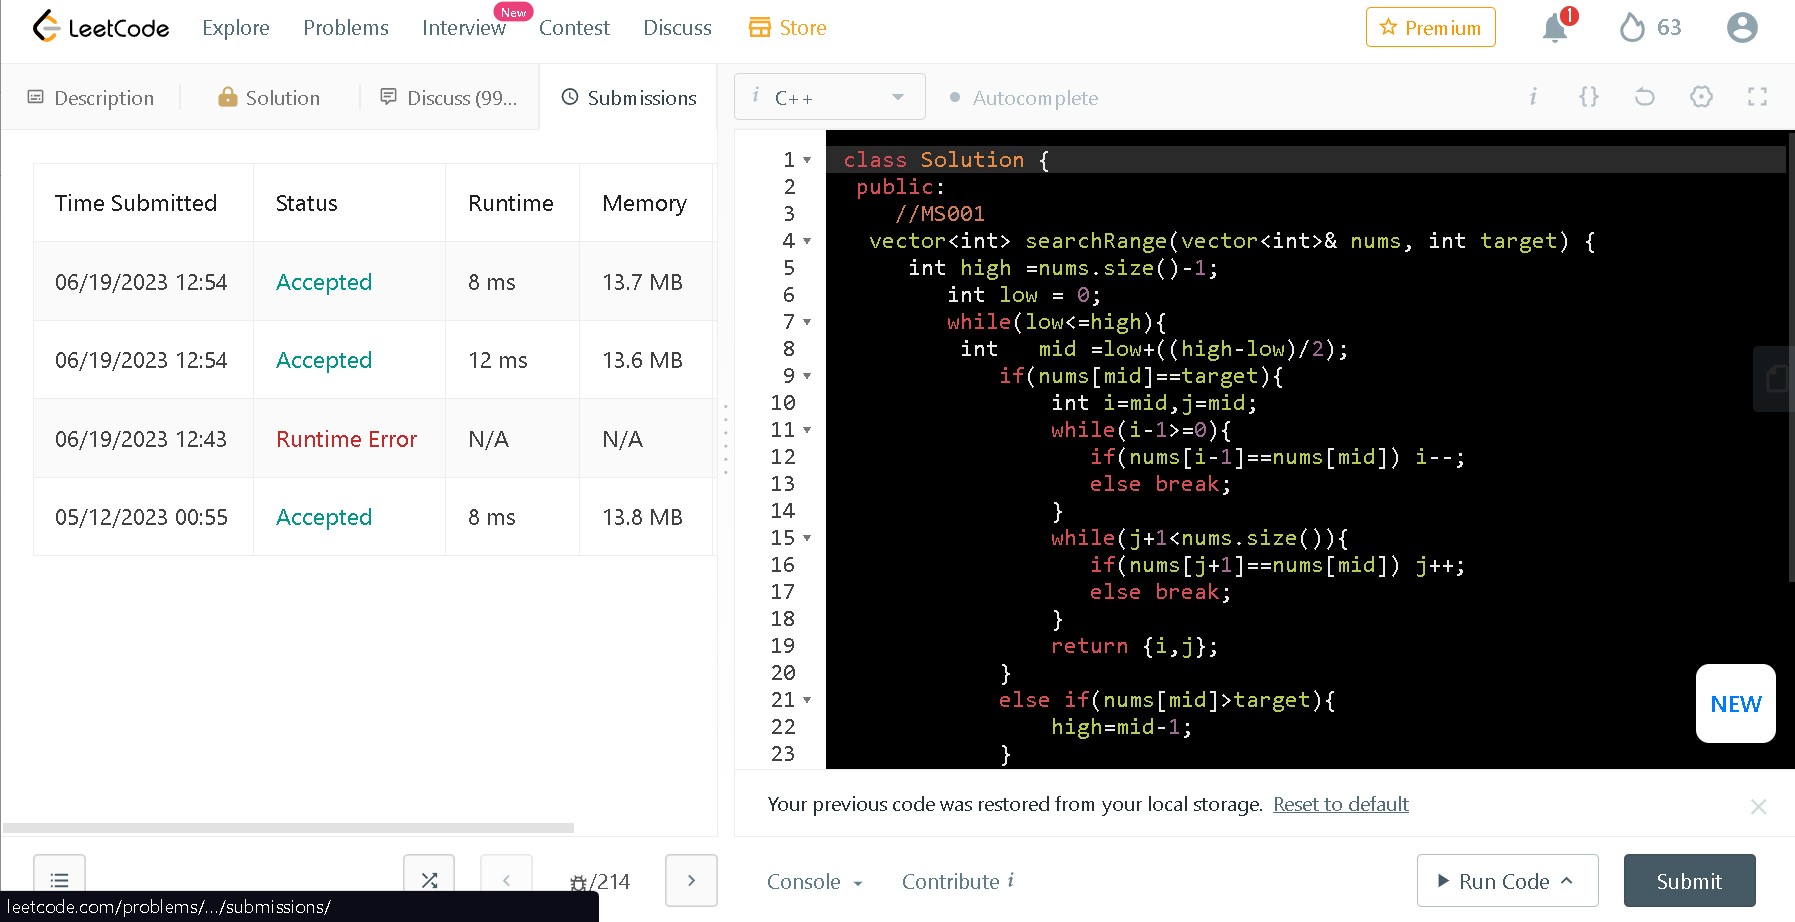 LeetCode Explore Problems Interview New Contest Discuss Store Premium 1 63
Description Solution Discuss (99... Submissions
Time Submitted Status Runtime Memory
06/19/2023 12:54 Accepted 8 ms 13.7 MB
06/19/2023 12:54 Accepted 12 ms 13.6 MB
06/19/2023 12:43 Runtime Error N/A N/A
05/12/2023 00:55 Accepted 8 ms 13.8 MB
/214
leetcode.com/problems/.../submissions/
i C++ Autocomplete i {}
1 class Solution {
2 public:
3 //MS001
4 vector<int> searchRange(vector<int>& nums, int target) {
5 int high =nums.size()-1;
6 int low = 0;
7 while(low<=high){
8 int mid =low+((high-low)/2);
9 if(nums[mid]==target){
10 int i=mid,j=mid;
11 while(i-1>=0){
12 if(nums[i-1]==nums[mid]) i--;
13 else break;
14 }
15 while(j+1<nums.size()){
16 if(nums[j+1]==nums[mid]) j++;
17 else break;
18 }
19 return {i,j};
20 }
21 else if(nums[mid]>target){
22 high=mid-1;
23 }
NEW
Your previous code was restored from your local storage. Reset to default
Console Contribute i Run Code Submit